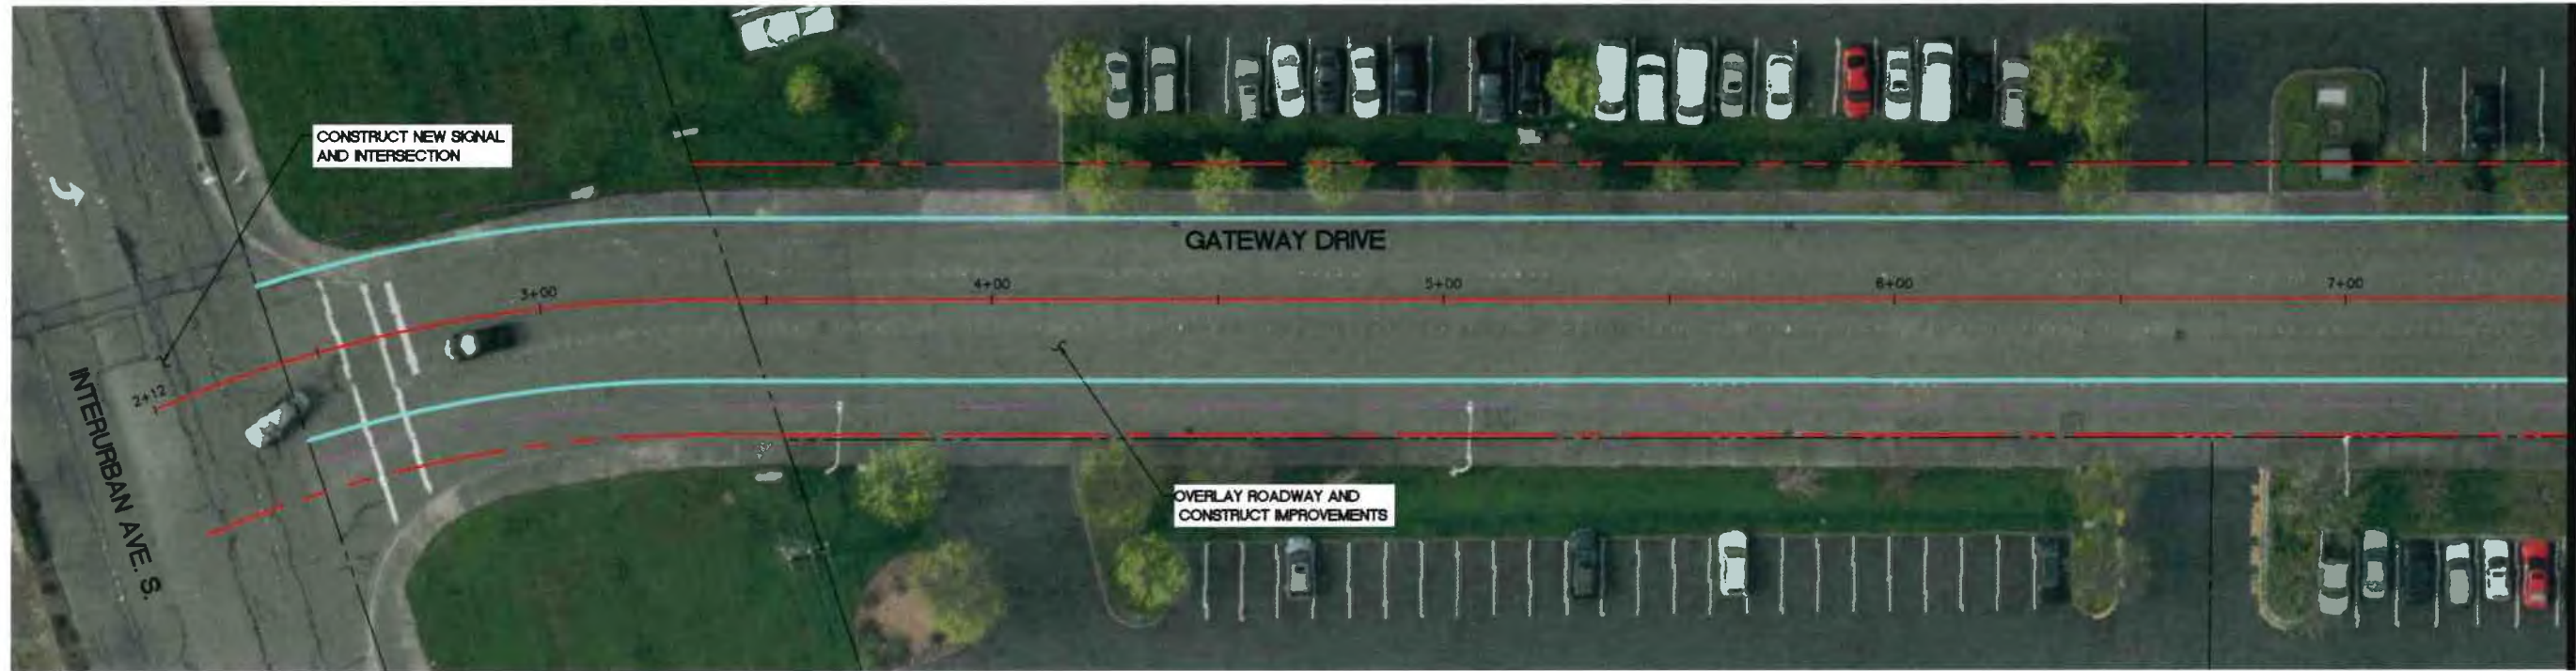 CONSTRUCT NEW SIGNAL
AND INTERSECTION
GATEWAY DRIVE
3+00
4+00
5+00
6+00
7+00
2+12
INTERURBAN AVE. S.
OVERLAY ROADWAY AND
CONSTRUCT IMPROVEMENTS